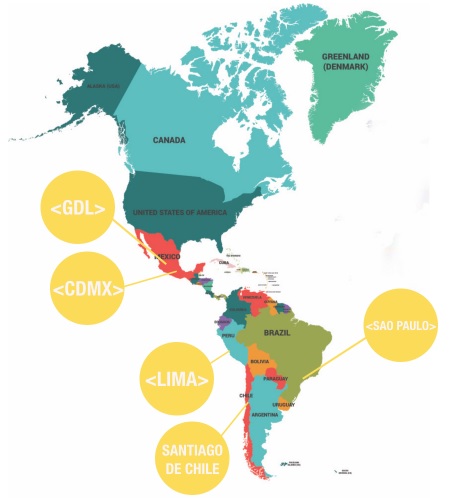 GREENLAND
(DENMARK)
ALASKA (USA)
CANADA
<GDL>
UNITED STATES OF AMERICA
MEXICO
<CDMX>
CUBA
VENEZUELA
<SAO PAULO>
BRAZIL
PERU
<LIMA>
BOLIVIA
PARAGUAY
CHILE
URUGUAY
ARGENTINA
SANTIAGO
DE CHILE